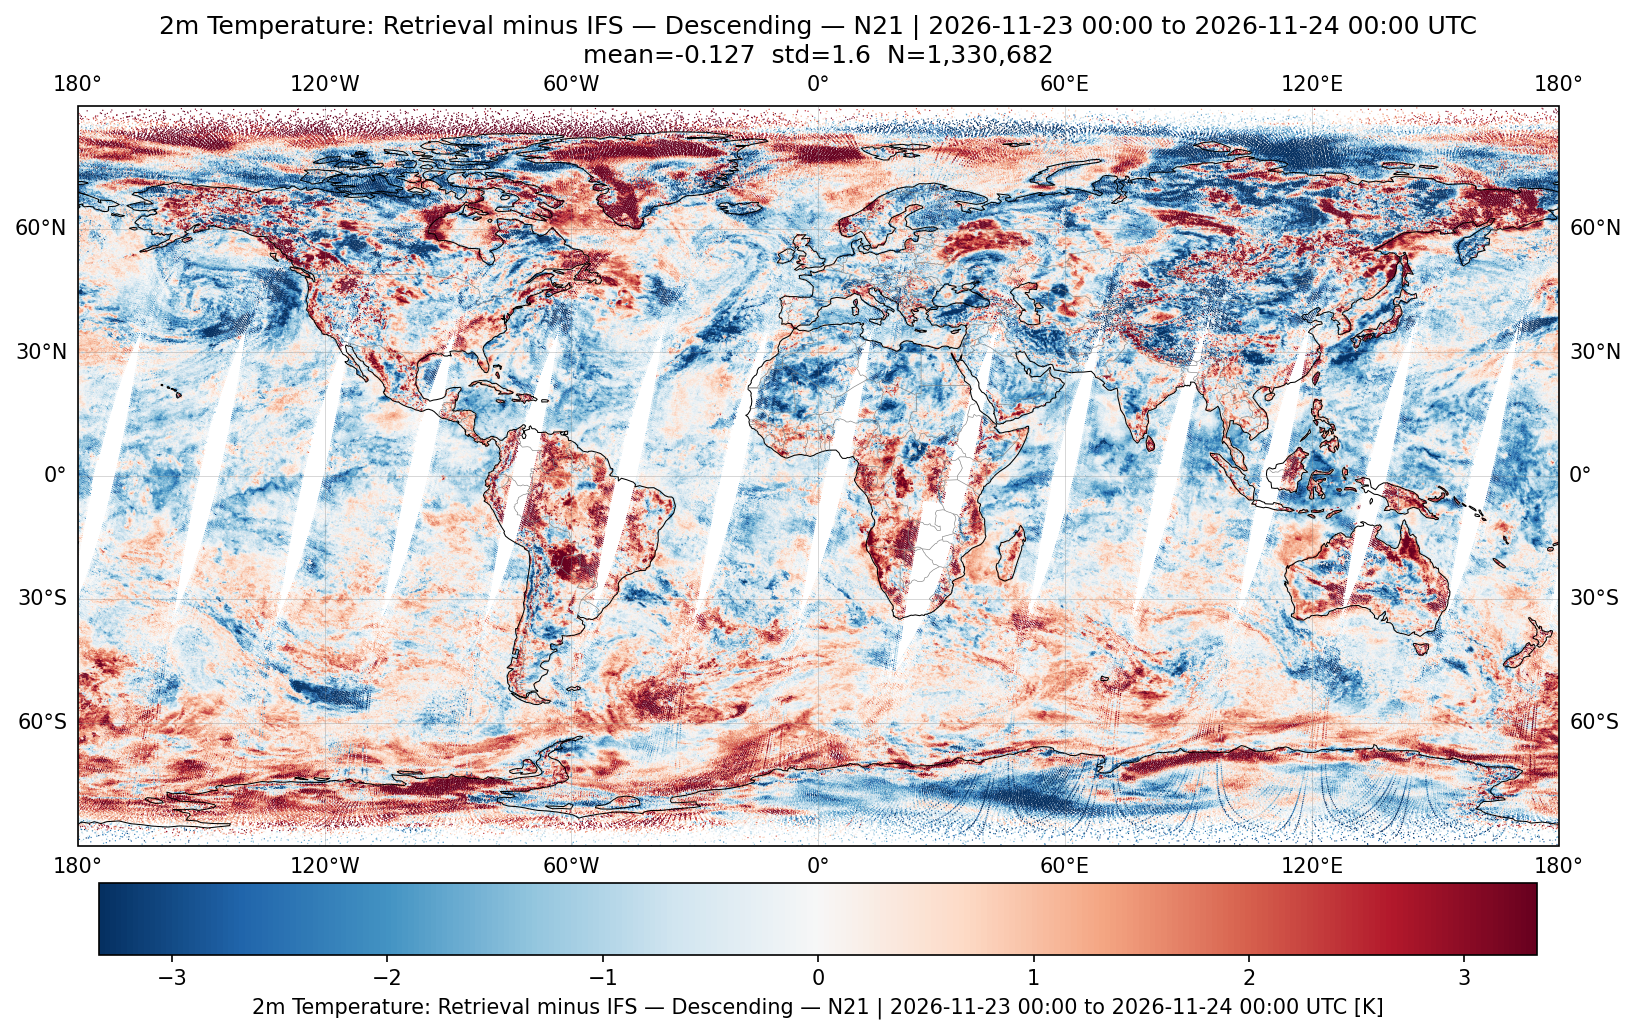 2m Temperature: Retrieval minus IFS — Descending — N21 | 2026-11-23 00:00 to 2026-11-24 00:00 UTC
mean=-0.127  std=1.6  N=1,330,682
180° 120°W 60°W 0° 60°E 120°E 180°
60°N 60°N
30°N 30°N
0° 0°
30°S 30°S
60°S 60°S
180° 120°W 60°W 0° 60°E 120°E 180°
−3 −2 −1 0 1 2 3
2m Temperature: Retrieval minus IFS — Descending — N21 | 2026-11-23 00:00 to 2026-11-24 00:00 UTC [K]